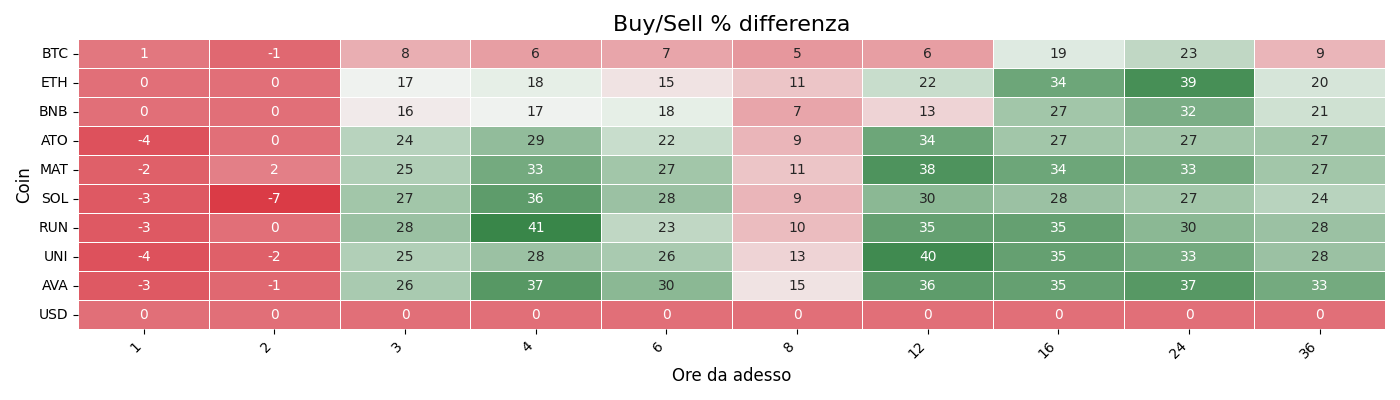 Buy/Sell % differenza
Coin
BTC 1 -1 8 6 7 5 6 19 23 9
ETH 0 0 17 18 15 11 22 34 39 20
BNB 0 0 16 17 18 7 13 27 32 21
ATO -4 0 24 29 22 9 34 27 27 27
MAT -2 2 25 33 27 11 38 34 33 27
SOL -3 -7 27 36 28 9 30 28 27 24
RUN -3 0 28 41 23 10 35 35 30 28
UNI -4 -2 25 28 26 13 40 35 33 28
AVA -3 -1 26 37 30 15 36 35 37 33
USD 0 0 0 0 0 0 0 0 0 0
1 2 3 4 6 8 12 16 24 36
Ore da adesso